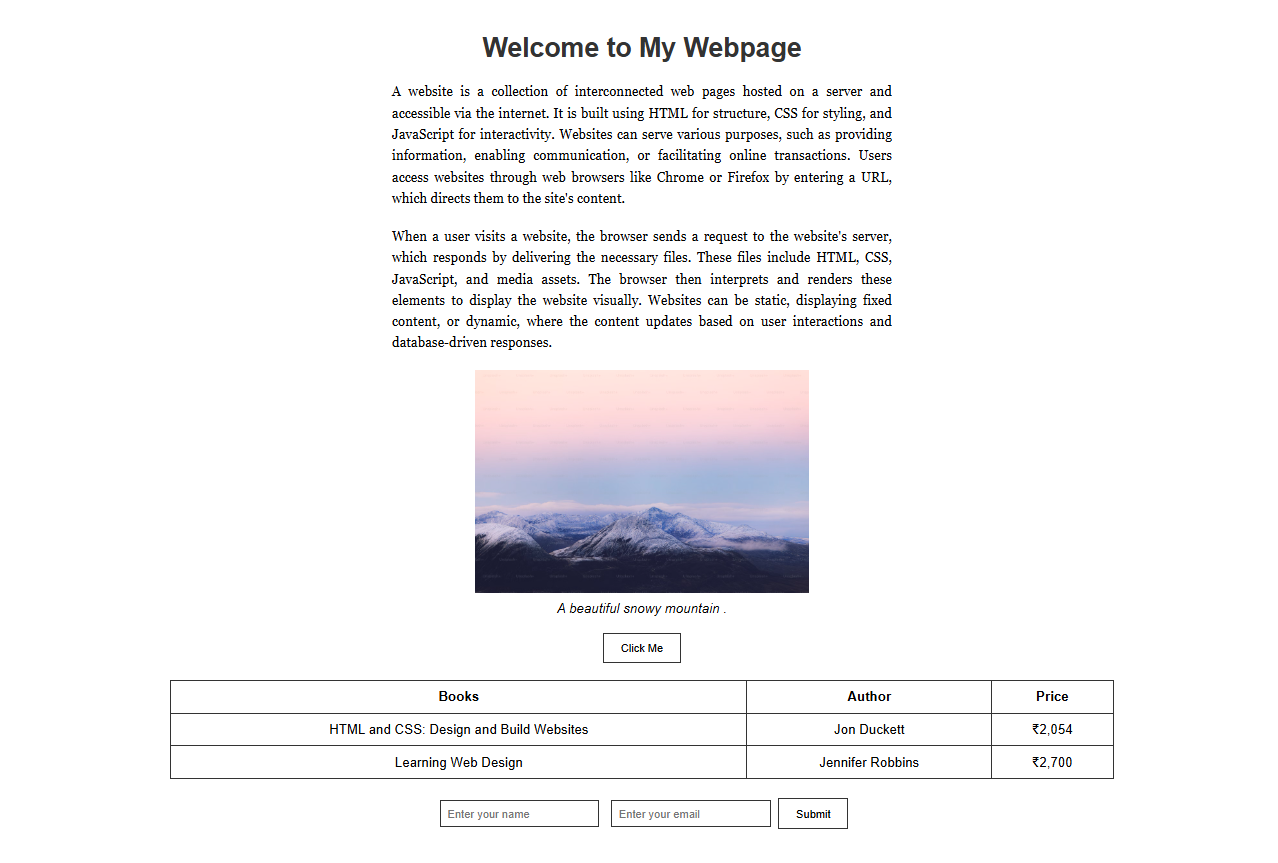 Welcome to My Webpage
A website is a collection of interconnected web pages hosted on a server and
accessible via the internet. It is built using HTML for structure, CSS for styling, and
JavaScript for interactivity. Websites can serve various purposes, such as providing
information, enabling communication, or facilitating online transactions. Users
access websites through web browsers like Chrome or Firefox by entering a URL,
which directs them to the site's content.
When a user visits a website, the browser sends a request to the website's server,
which responds by delivering the necessary files. These files include HTML, CSS,
JavaScript, and media assets. The browser then interprets and renders these
elements to display the website visually. Websites can be static, displaying fixed
content, or dynamic, where the content updates based on user interactions and
database-driven responses.
A beautiful snowy mountain .
Click Me
Books Author Price
HTML and CSS: Design and Build Websites Jon Duckett ₹2,054
Learning Web Design Jennifer Robbins ₹2,700
Enter your name Enter your email Submit